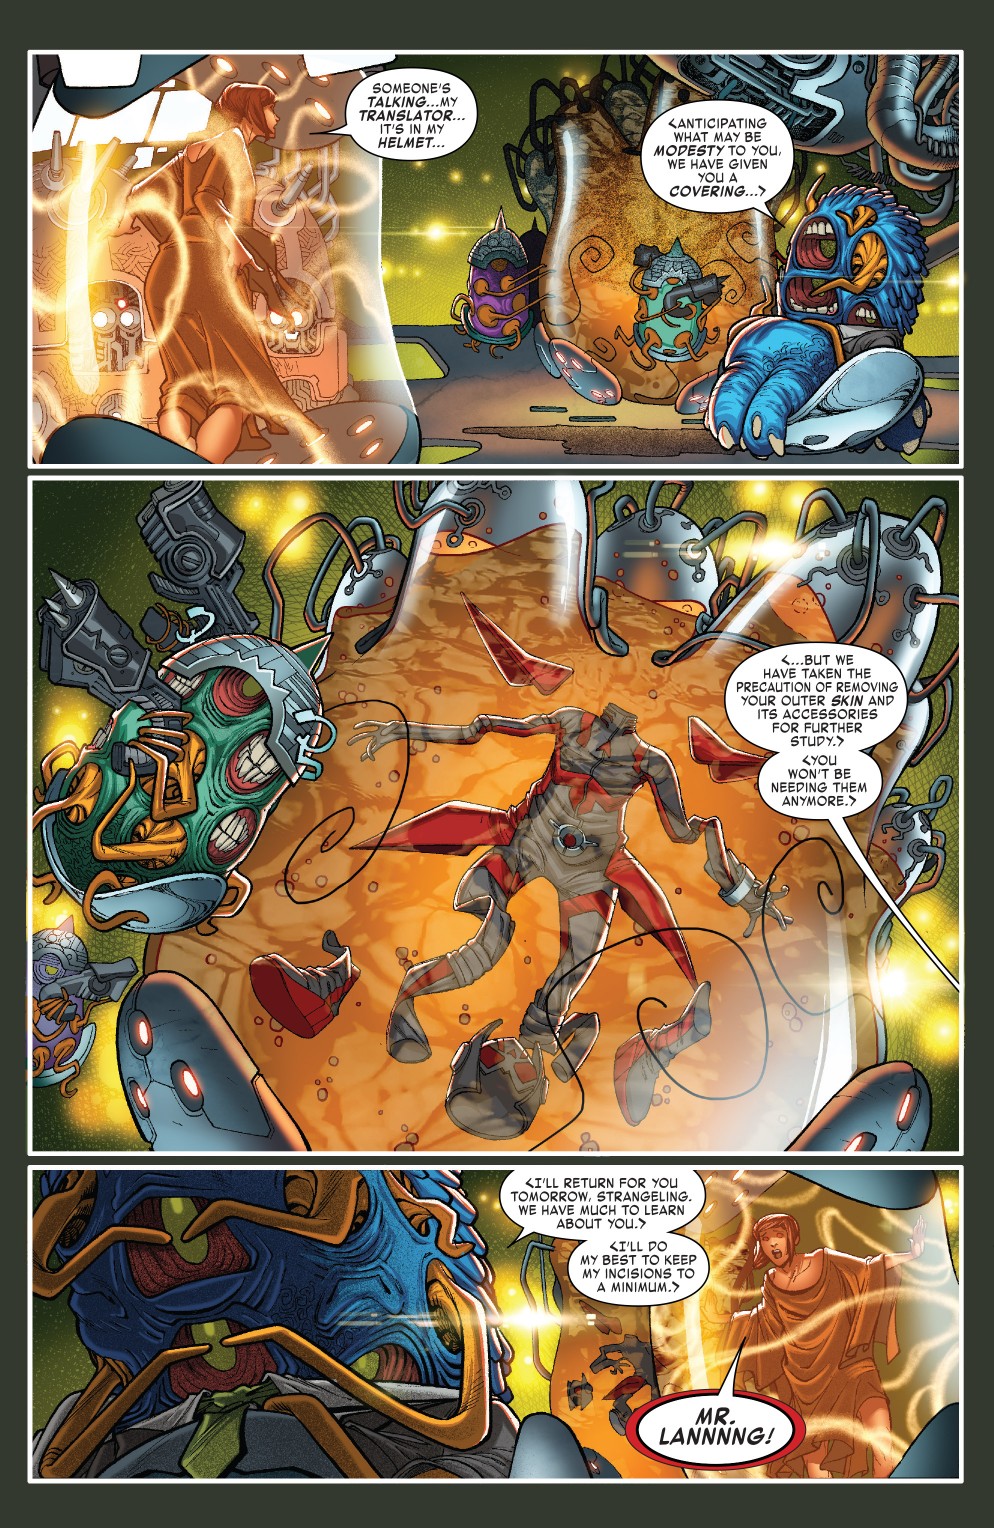 SOMEONE'S
TALKING...MY
TRANSLATOR...
IT'S IN MY
HELMET...
<ANTICIPATING
WHAT MAY BE
MODESTY TO YOU,
WE HAVE GIVEN
YOU A
COVERING...>
<...BUT WE
HAVE TAKEN THE
PRECAUTION OF REMOVING
YOUR OUTER SKIN AND
ITS ACCESSORIES
FOR FURTHER
STUDY.>
<YOU
WON'T BE
NEEDING THEM
ANYMORE.>
<I'LL RETURN FOR YOU
TOMORROW, STRANGELING.
WE HAVE MUCH TO LEARN
ABOUT YOU.>
<I'LL DO
MY BEST TO KEEP
MY INCISIONS TO
A MINIMUM.>
MR.
LANNNNG!